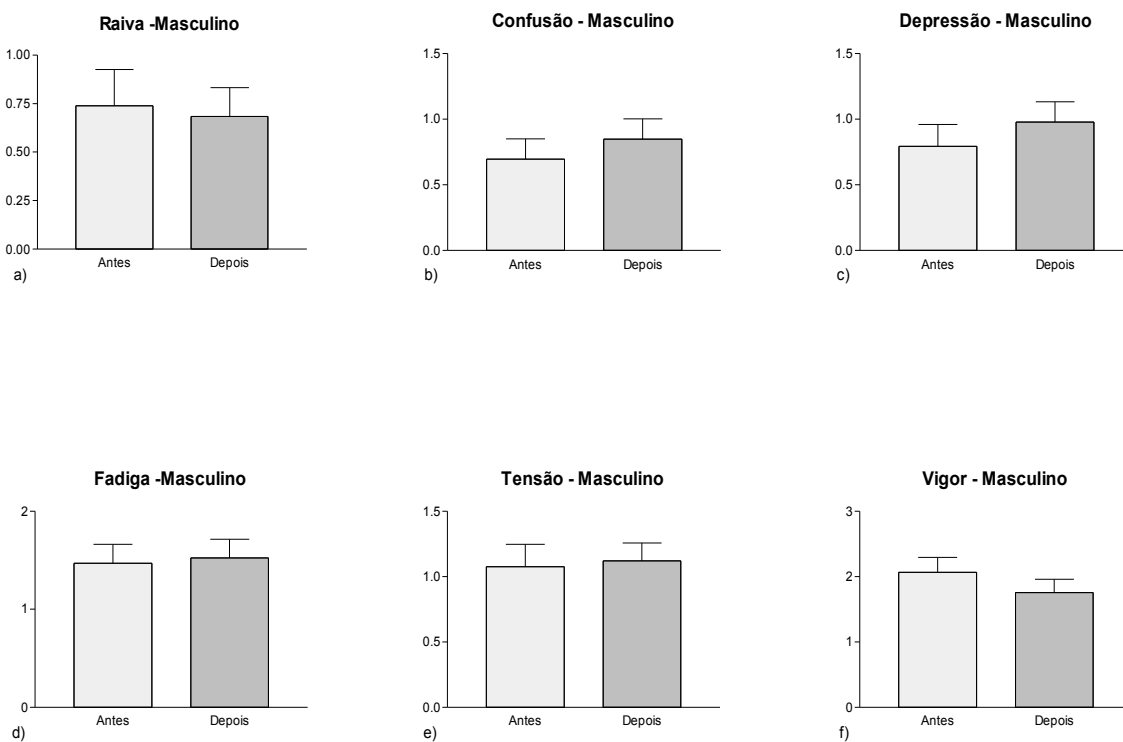 Raiva -Masculino
1.00
0.75
0.50
0.25
0.00
Antes Depois
a)
Confusão - Masculino
1.5
1.0
0.5
0.0
Antes Depois
b)
Depressão - Masculino
1.5
1.0
0.5
0.0
Antes Depois
c)
Fadiga -Masculino
2
1
0
Antes Depois
d)
Tensão - Masculino
1.5
1.0
0.5
0.0
Antes Depois
e)
Vigor - Masculino
3
2
1
0
Antes Depois
f)